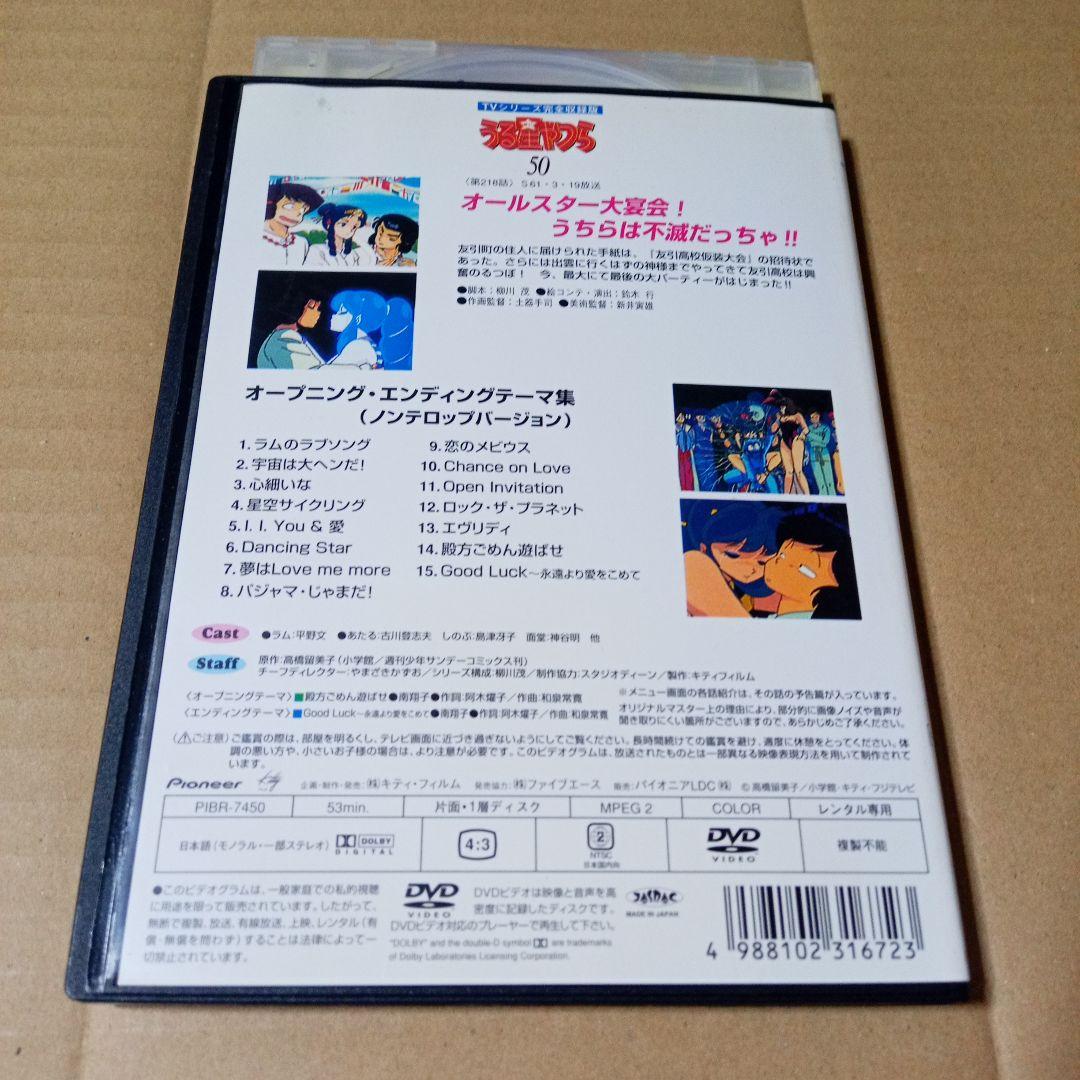 TVシリーズ完全収録版
うる星やつら
50
〈第218話〉 S61・3・19放送
オールスター大宴会!
うちらは不滅だっちゃ!!
友引町の住人に届けられた手紙は、『友引高校仮装大会』の招待状で
あった。さらには出雲に行くはずの神様までやってきて友引高校は興
奮のるつぼ! 今、最大にて最後の大パーティーがはじまった!!
●脚本:柳川 茂 ●絵コンテ・演出:鈴木 行
●作画監督:土器手司 ●美術監督:新井寅雄
オープニング・エンディングテーマ集
(ノンテロップバージョン)
1.ラムのラブソング
2.宇宙は大ヘンだ!
3.心細いな
4.星空サイクリング
5.I. I. You & 愛
6.Dancing Star
7.夢はLove me more
8.パジャマ・じゃまだ!
9.恋のメビウス
10.Chance on Love
11.Open Invitation
12.ロック・ザ・プラネット
13.エヴリディ
14.殿方ごめん遊ばせ
15.Good Luck〜永遠より愛をこめて
Cast ●ラム:平野文 ●あたる:古川登志夫 しのぶ:島津冴子 面堂:神谷明 他
Staff 原作:高橋留美子(小学館/週刊少年サンデーコミックス刊)
チーフディレクター:やまざきかずお/シリーズ構成:柳川茂/制作協力:スタジオディーン/製作:キティフィルム
〈オープニングテーマ〉■殿方ごめん遊ばせ●南翔子●作詞:阿木燿子/作曲:和泉常寛
〈エンディングテーマ〉■Good Luck〜永遠より愛をこめて●南翔子●作詞:阿木燿子/作曲:和泉常寛
※メニュー画面の各話紹介は、その話の予告篇が入っています。
オリジナルマスター上の理由により、部分的に画像ノイズや音声が
聞き取りにくい箇所がございますので、あらかじめご了承ください。
(⚠ご注意)ご鑑賞の際は、部屋を明るくし、テレビ画面に近づき過ぎないようにしてご覧ください。長時間続けての鑑賞を避け、適度に休憩をとってください。体
調の悪い方や、小さいお子様の場合は、より注意が必要です。このビデオグラムは、放送されたものとは一部異なる映像表現方法を用いて制作されて
います。
Pioneer 企画・制作・発売:㈱キティ・フィルム 発売協力:㈱ファイブエース 販売:パイオニアLDC㈱ ©高橋留美子/小学館・キティ・フジテレビ
PIBR-7450 53min. 片面・1層ディスク MPEG 2 COLOR レンタル専用
日本語(モノラル・一部ステレオ) DOLBY DIGITAL 4:3 2 NTSC 日本国内向 DVD VIDEO 複製不能
●このビデオグラムは、一般家庭での私的視聴
に用途を限って販売されています。したがって、
無断で複製、放送、有線放送、上映、レンタル(有
償・無償を問わず)することは法律によって一
切禁止されています。
DVD VIDEO
DVDビデオは映像と音声を高
密度に記録したディスクです。
DVDビデオ対応のプレーヤーで再生して下さい。
"DOLBY" and the double-D symbol are trademarks
of Dolby Laboratories Licensing Corporation.
JASRAC
MADE IN JAPAN
4 988102 316723